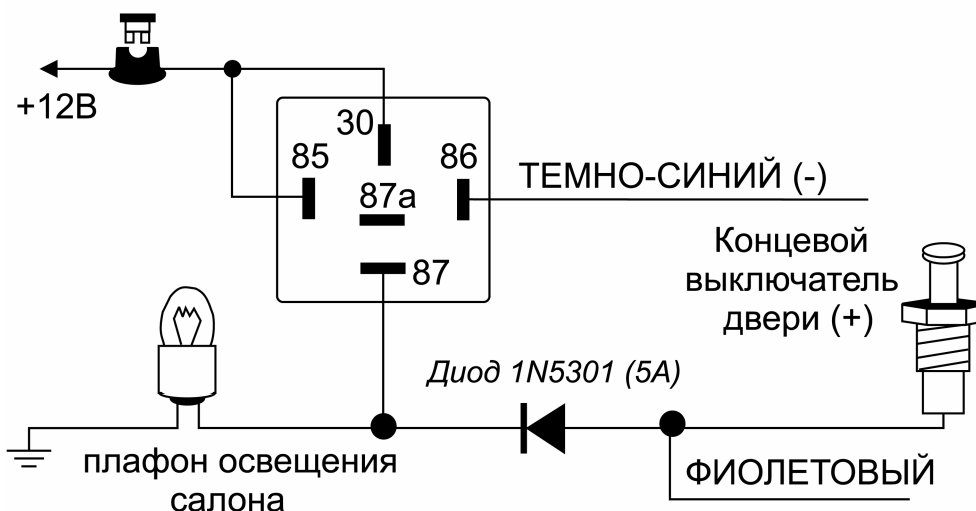 +12В
30
85
86
87а
87
ТЕМНО-СИНИЙ (-)
Концевой
выключатель
двери (+)
Диод 1N5301 (5А)
плафон освещения
салона
ФИОЛЕТОВЫЙ